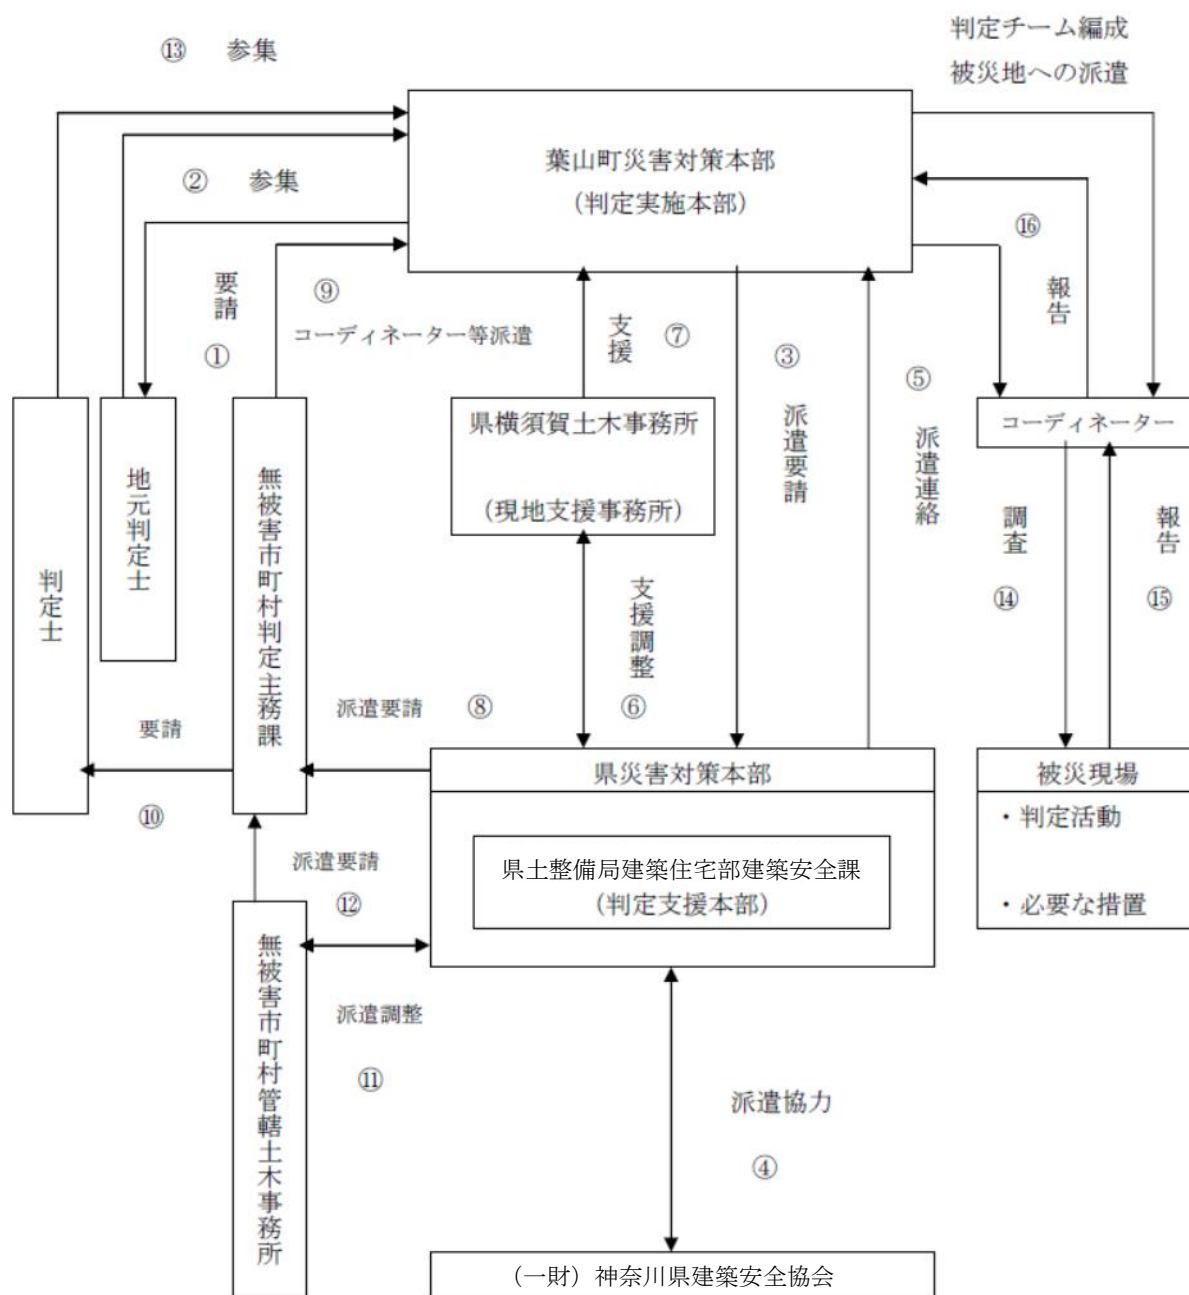 ⑬ 参集
判定チーム編成
被災地への派遣
葉山町災害対策本部
(判定実施本部)
② 参集
要請
①
⑨
コーディネーター等派遣
支援
⑦
③
派遣要請
⑤
派遣連絡
⑯
報告
判定士
地元判定士
無被害市町村判定主務課
県横須賀土木事務所
(現地支援事務所)
コーディネーター
調査
⑭
報告
⑮
支援調整
⑥
派遣要請
⑧
要請
⑩
県災害対策本部
県土整備局建築住宅部建築安全課
(判定支援本部)
被災現場
・判定活動
・必要な措置
派遣要請
⑫
無被害市町村管轄土木事務所
派遣調整
⑪
派遣協力
④
(一財)神奈川県建築安全協会